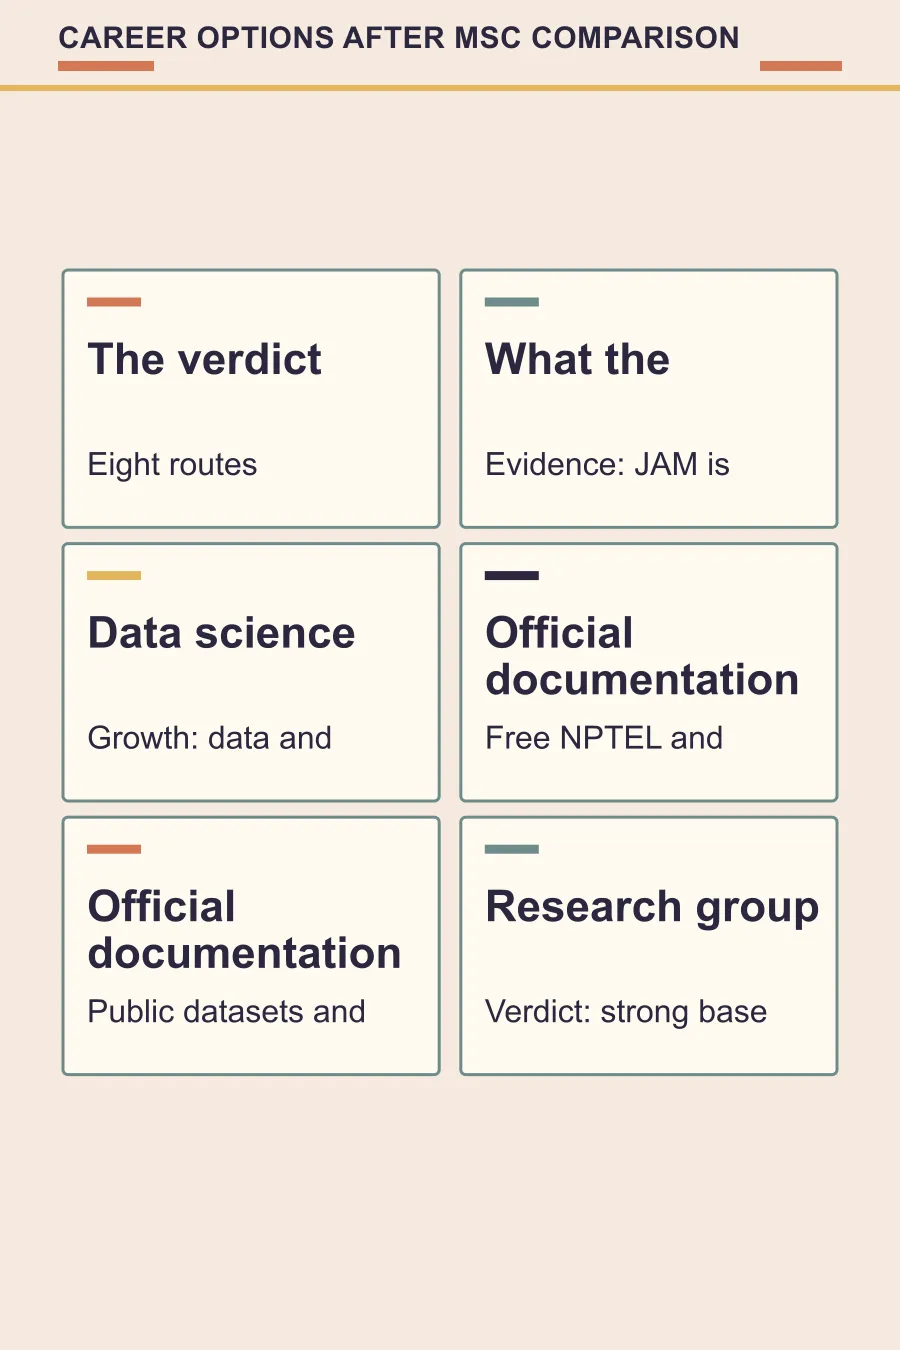 CAREER OPTIONS AFTER MSC COMPARISON
The verdict
Eight routes
What the
Evidence: JAM is
Data science
Growth: data and
Official
documentation
Free NPTEL and
Official
documentation
Public datasets and
Research group
Verdict: strong base